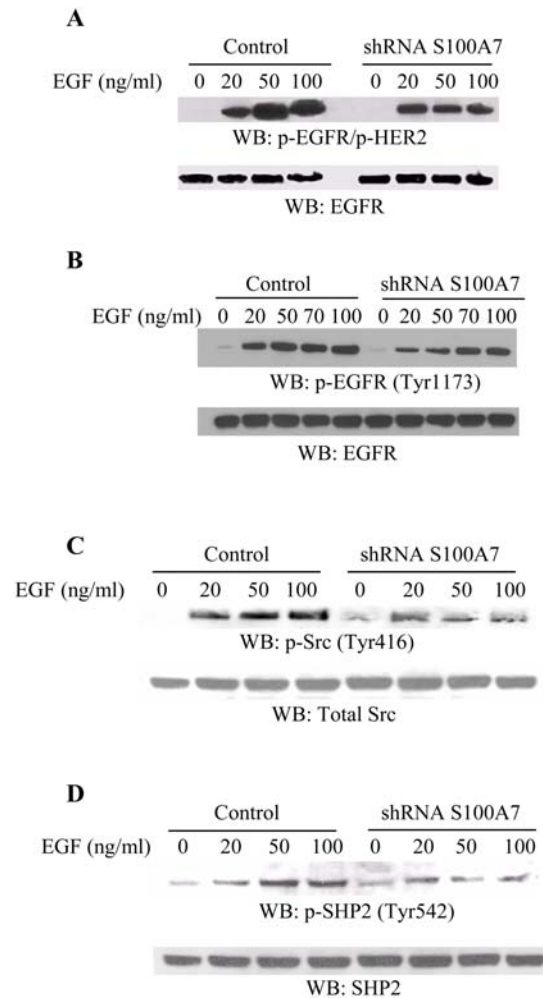 A
Control shRNA S100A7
EGF (ng/ml) 0 20 50 100 0 20 50 100
WB: p-EGFR/p-HER2
WB: EGFR
B
Control shRNA S100A7
EGF (ng/ml) 0 20 50 70 100 0 20 50 70 100
WB: p-EGFR (Tyr1173)
WB: EGFR
C
Control shRNA S100A7
EGF (ng/ml) 0 20 50 100 0 20 50 100
WB: p-Src (Tyr416)
WB: Total Src
D
Control shRNA S100A7
EGF (ng/ml) 0 20 50 100 0 20 50 100
WB: p-SHP2 (Tyr542)
WB: SHP2